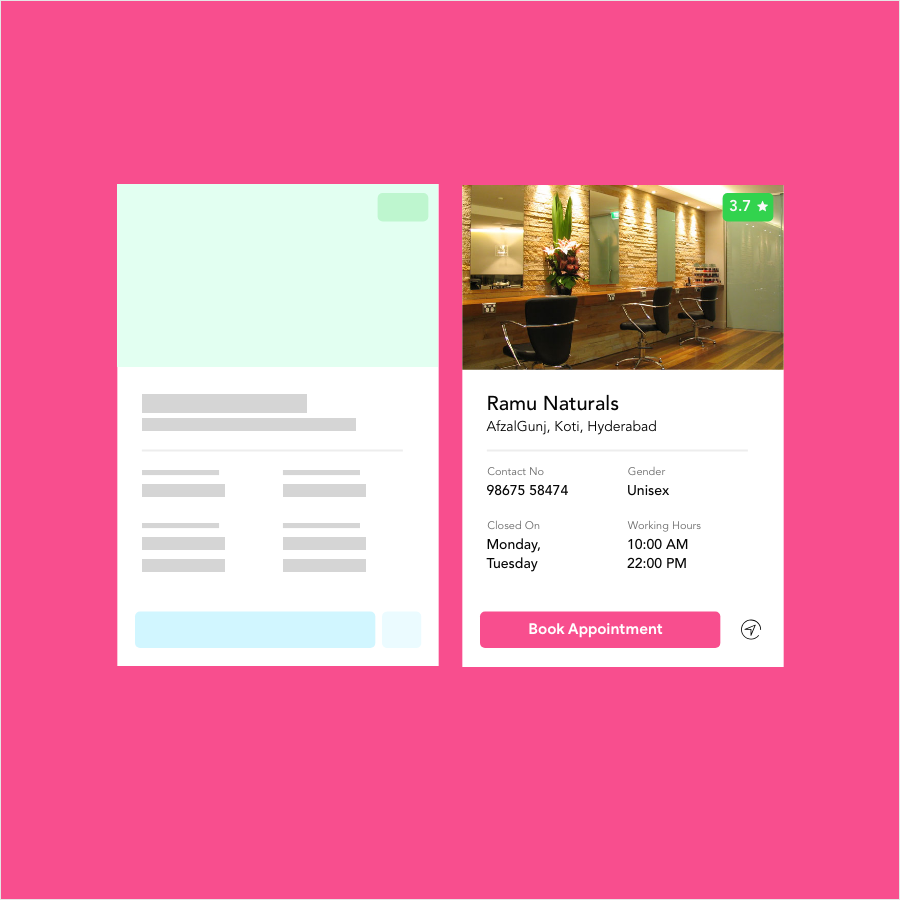 3.7
Ramu Naturals
AfzalGunj, Koti, Hyderabad
Contact No
Gender
98675 58474
Unisex
Closed On
Working Hours
Monday,
10:00 AM
Tuesday
22:00 PM
Book Appointment